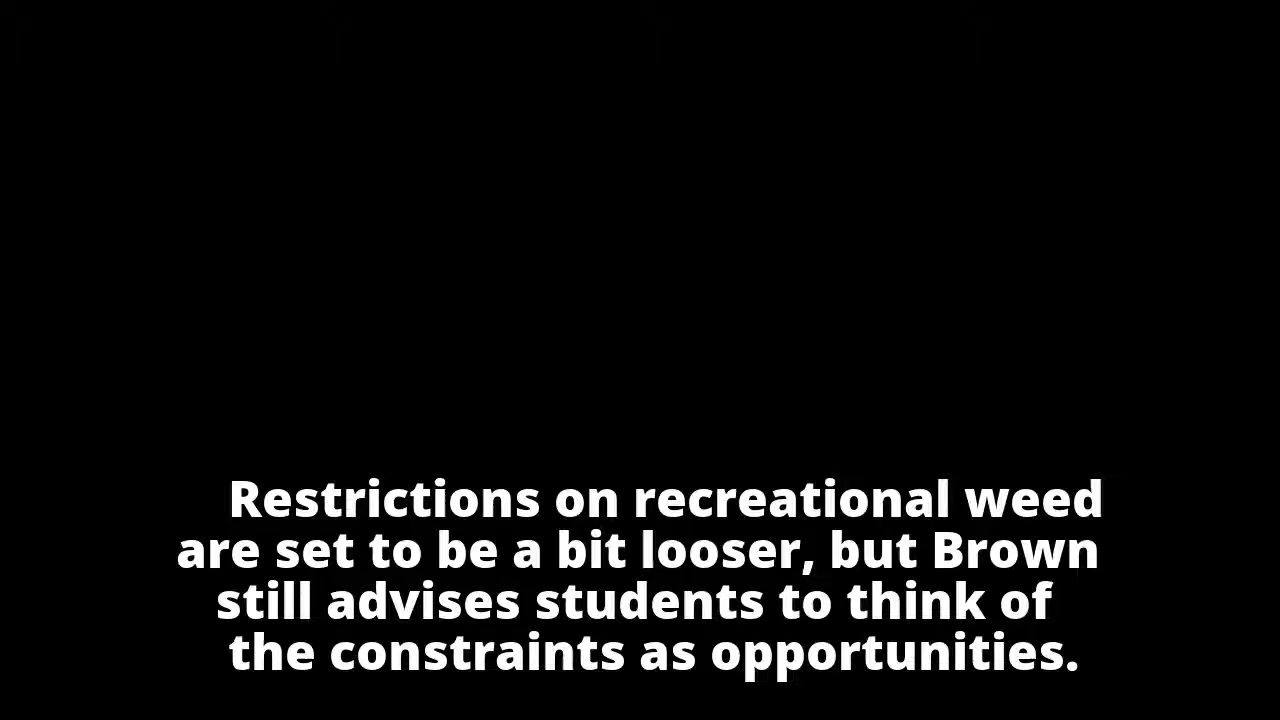 Restrictions on recreational weed
are set to be a bit looser, but Brown
still advises students to think of
the constraints as opportunities.